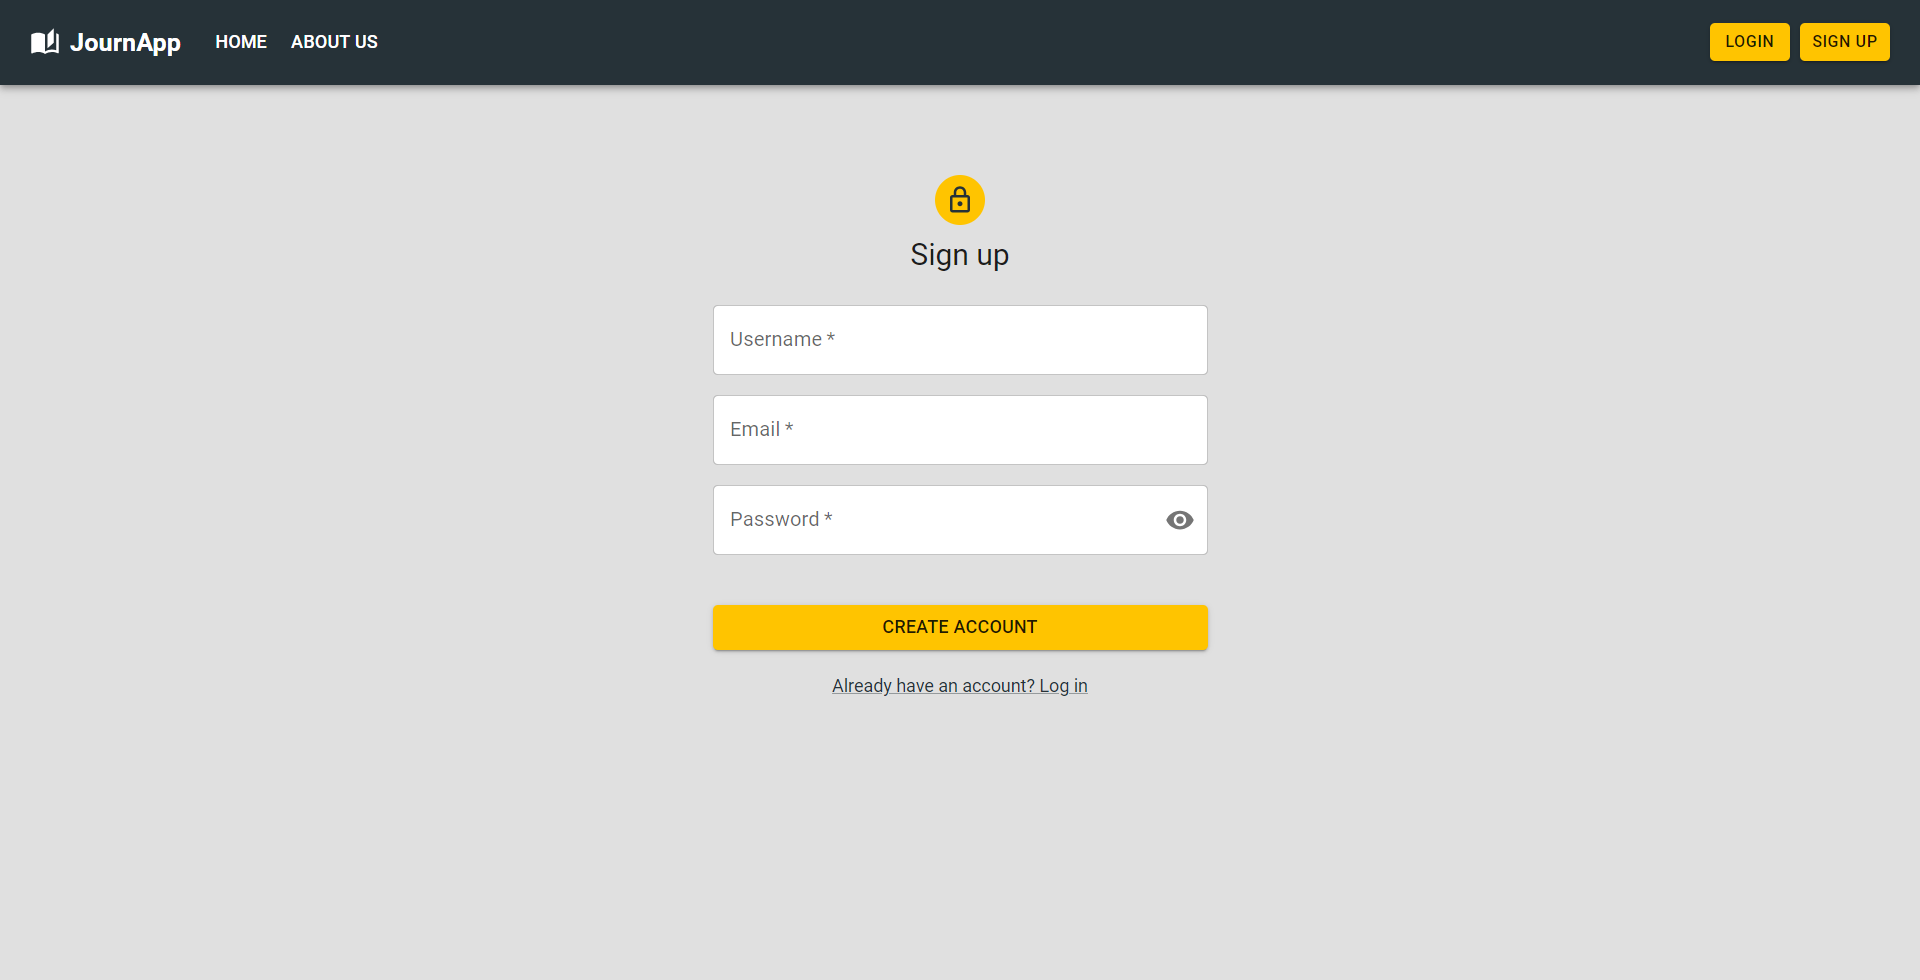 JournApp HOME ABOUT US LOGIN SIGN UP
Sign up
Username *
Email *
Password *
CREATE ACCOUNT
Already have an account? Log in